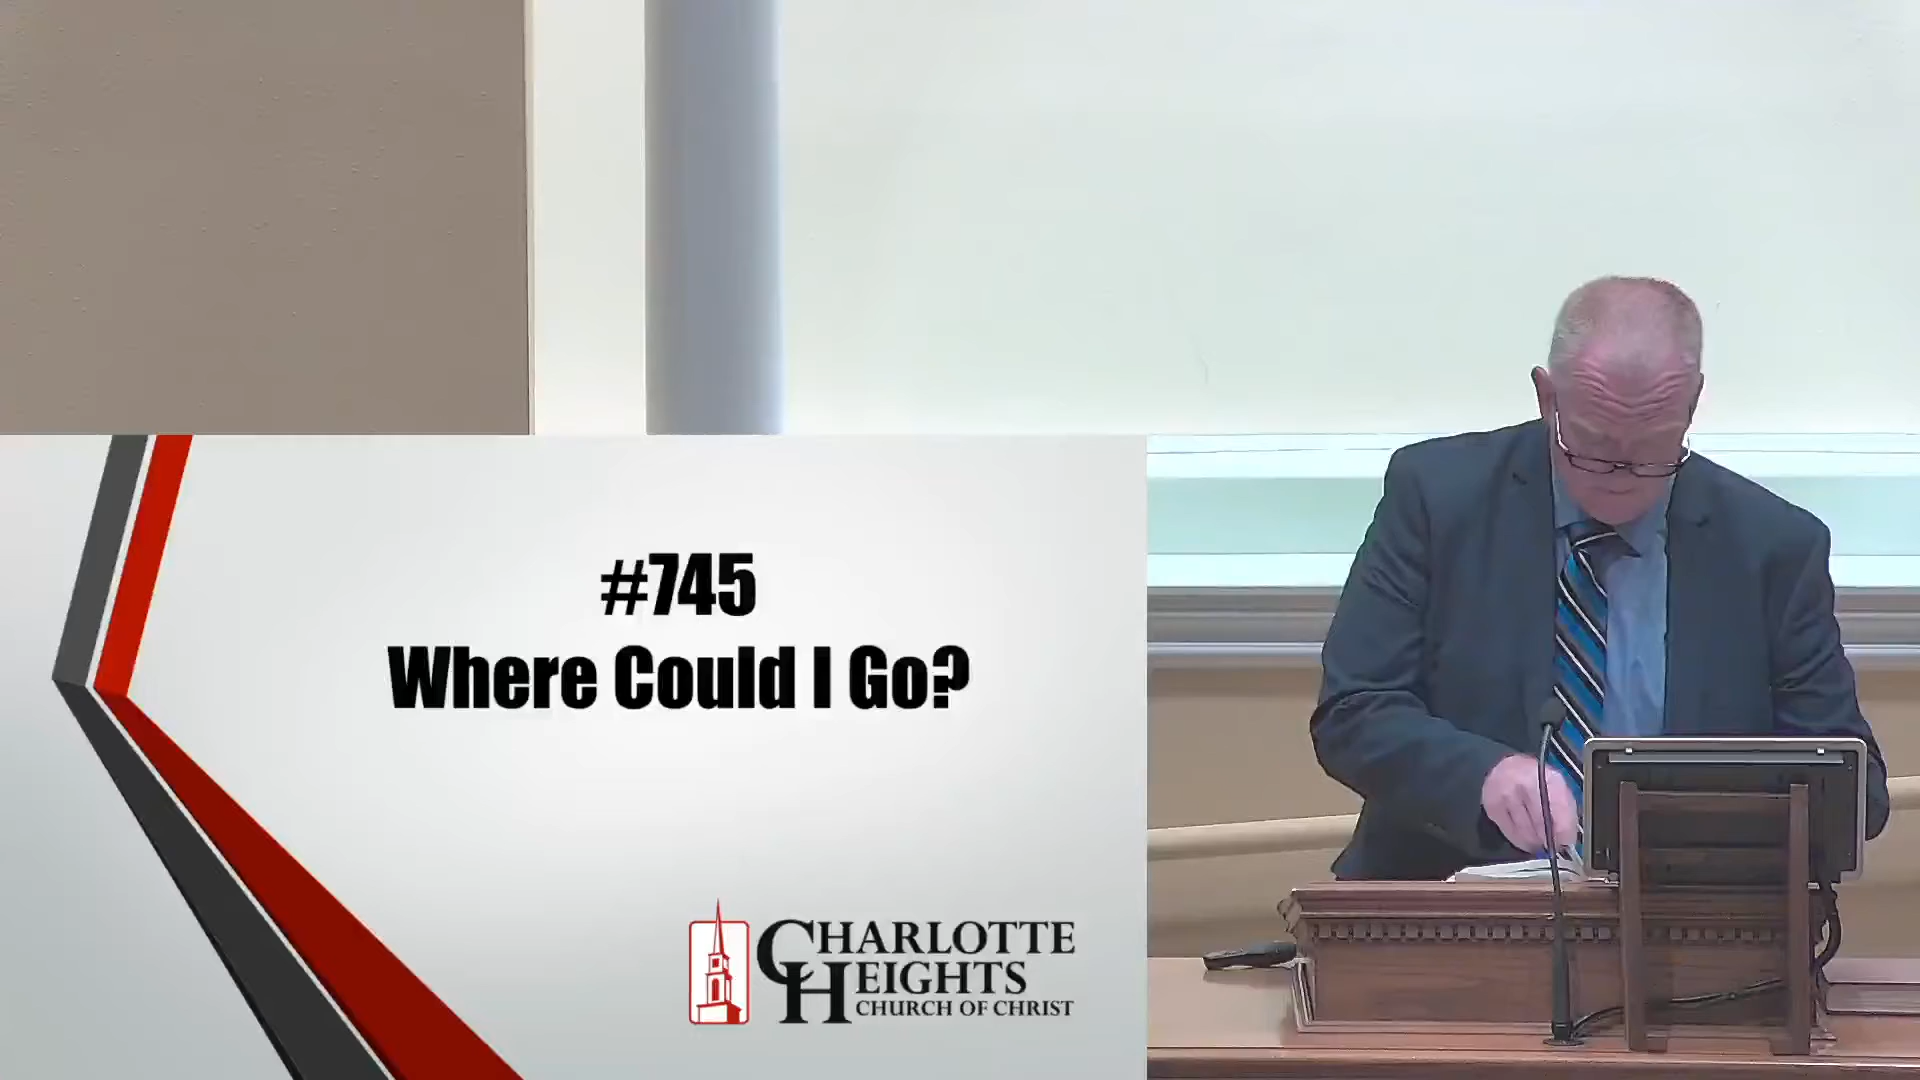 #745
Where Could I Go?
CHARLOTTE
HEIGHTS
CHURCH OF CHRIST